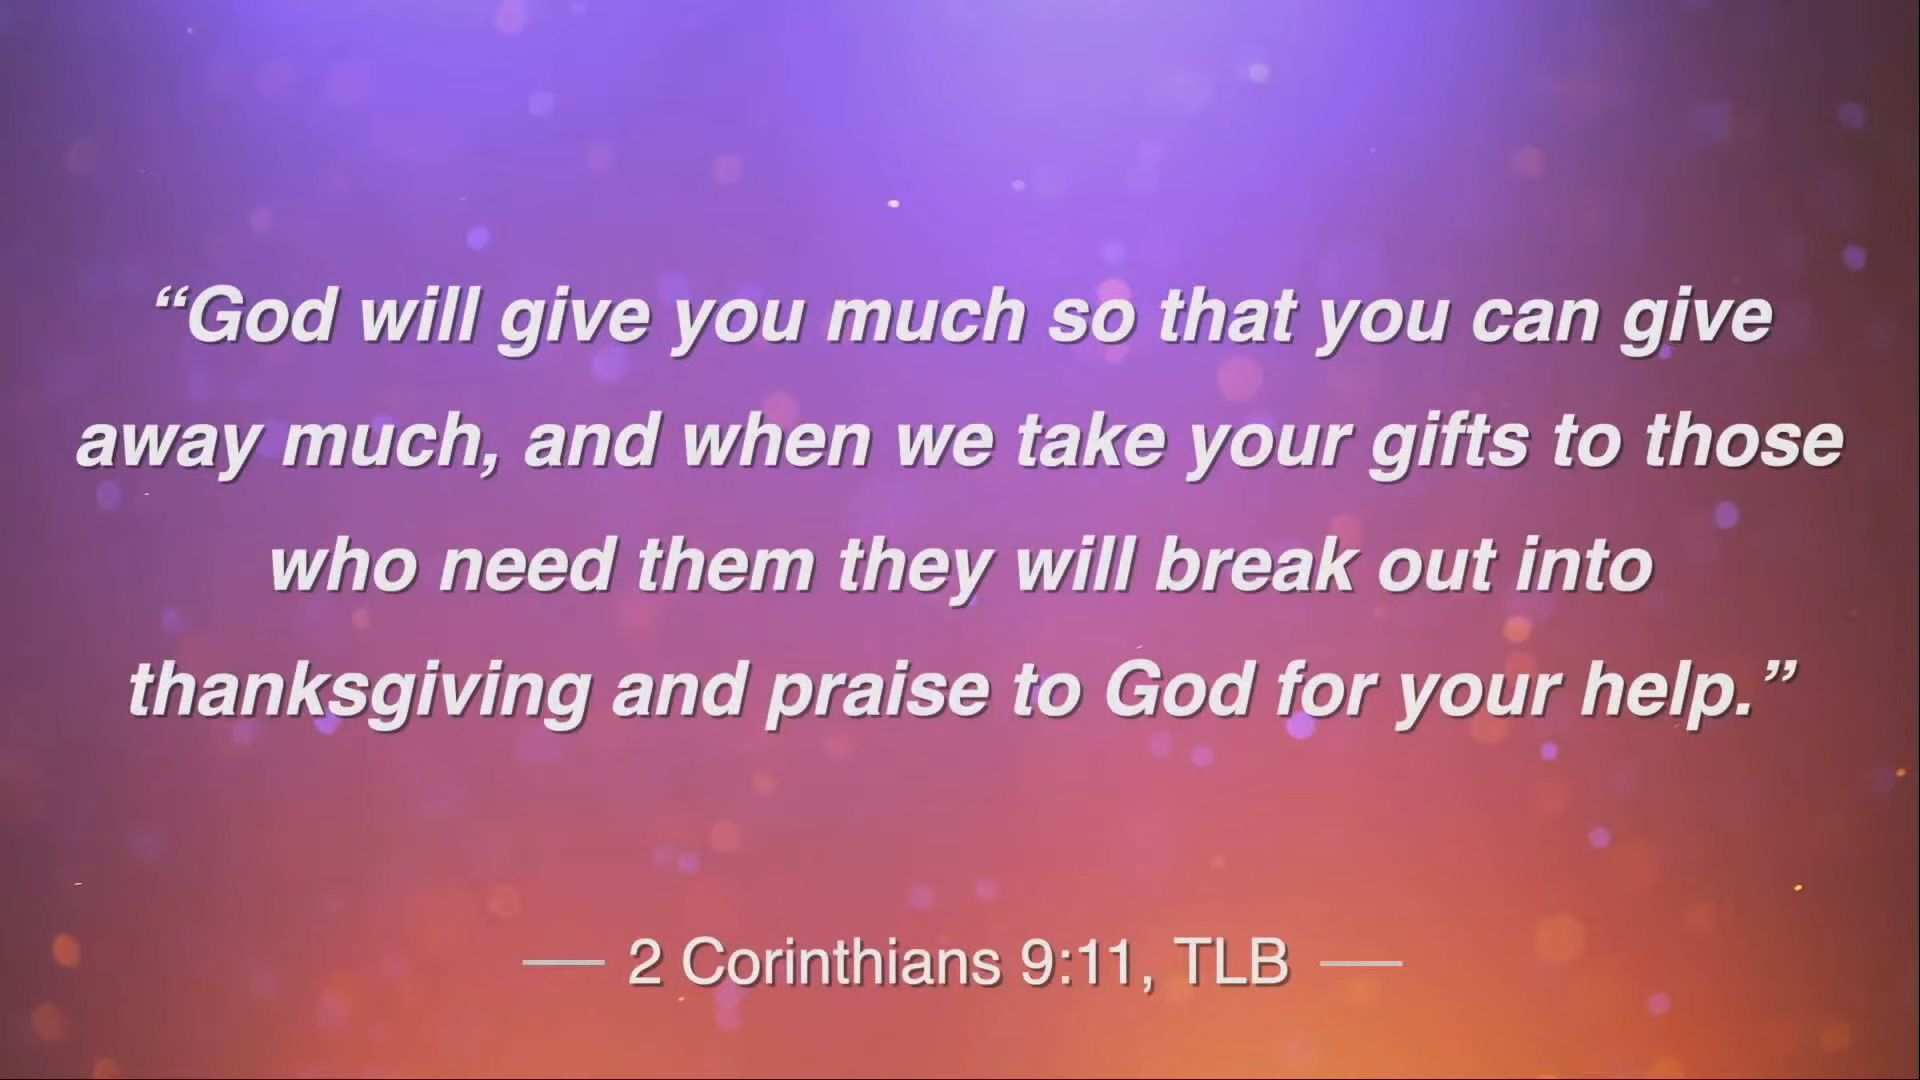 “God will give you much so that you can give
away much, and when we take your gifts to those
who need them they will break out into
thanksgiving and praise to God for your help.”
2 Corinthians 9:11, TLB